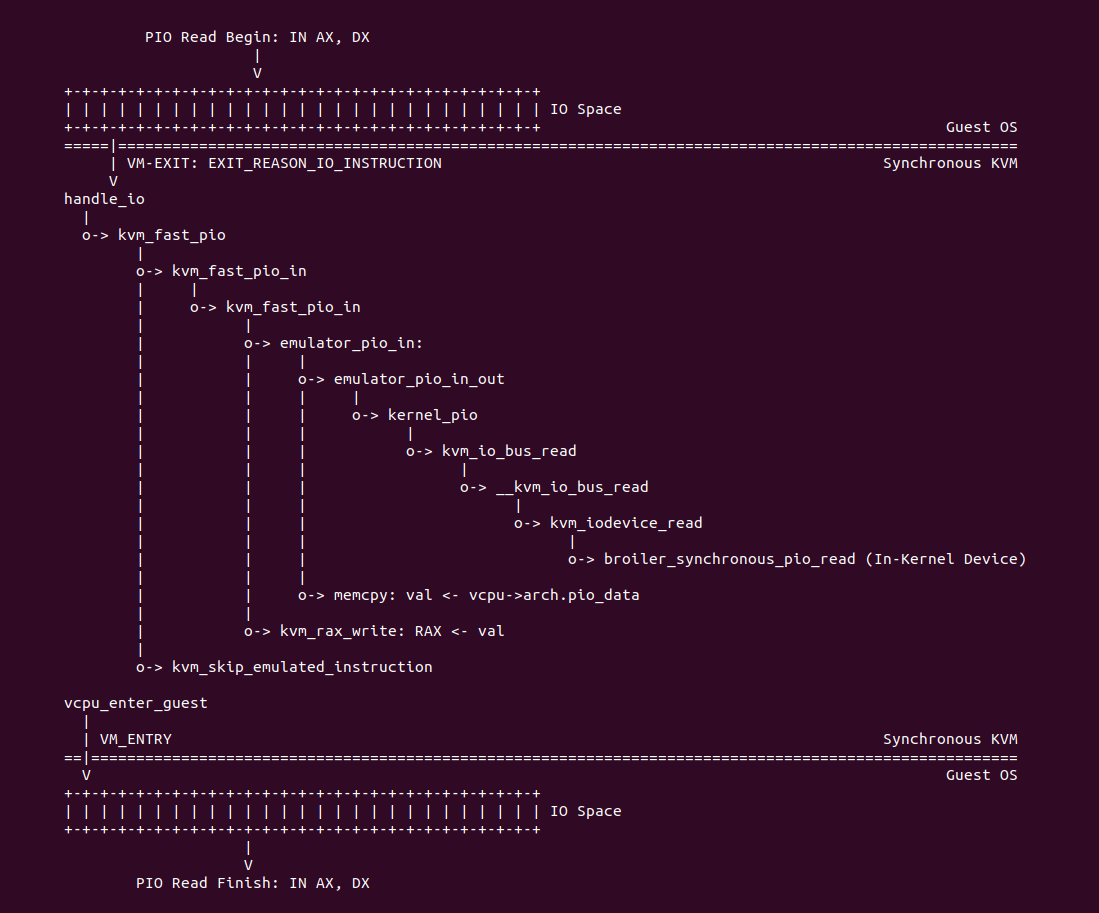 PIO Read Begin: IN AX, DX
|
V
+-+-+-+-+-+-+-+-+-+-+-+-+-+-+-+-+-+-+-+-+-+-+-+-+-+-+
| | | | | | | | | | | | | | | | | | | | | | | | | | | IO Space
+-+-+-+-+-+-+-+-+-+-+-+-+-+-+-+-+-+-+-+-+-+-+-+-+-+-+ Guest OS
=====|====================================================================================================
| VM-EXIT: EXIT_REASON_IO_INSTRUCTION Synchronous KVM
V
handle_io
|
o-> kvm_fast_pio
|
o-> kvm_fast_pio_in
| |
| o-> kvm_fast_pio_in
| |
| o-> emulator_pio_in:
| | |
| | o-> emulator_pio_in_out
| | | |
| | | o-> kernel_pio
| | | |
| | | o-> kvm_io_bus_read
| | | |
| | | o-> __kvm_io_bus_read
| | | |
| | | o-> kvm_iodevice_read
| | | |
| | | o-> broiler_synchronous_pio_read (In-Kernel Device)
| | |
| | o-> memcpy: val <- vcpu->arch.pio_data
| |
| o-> kvm_rax_write: RAX <- val
|
o-> kvm_skip_emulated_instruction
vcpu_enter_guest
|
| VM_ENTRY Synchronous KVM
==|=======================================================================================================
V Guest OS
+-+-+-+-+-+-+-+-+-+-+-+-+-+-+-+-+-+-+-+-+-+-+-+-+-+-+
| | | | | | | | | | | | | | | | | | | | | | | | | | | IO Space
+-+-+-+-+-+-+-+-+-+-+-+-+-+-+-+-+-+-+-+-+-+-+-+-+-+-+
|
V
PIO Read Finish: IN AX, DX